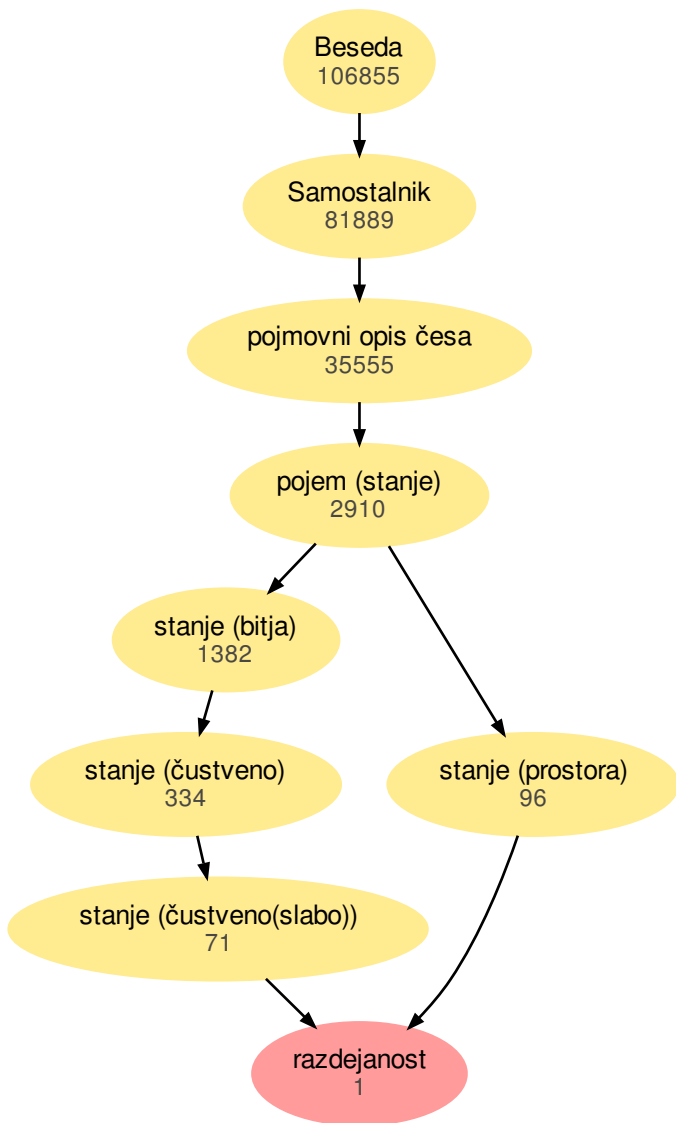 Beseda
106855
Samostalnik
81889
pojmovni opis česa
35555
pojem (stanje)
2910
stanje (bitja)
1382
stanje (čustveno)
334
stanje (prostora)
96
stanje (čustveno(slabo))
71
razdejanost
1